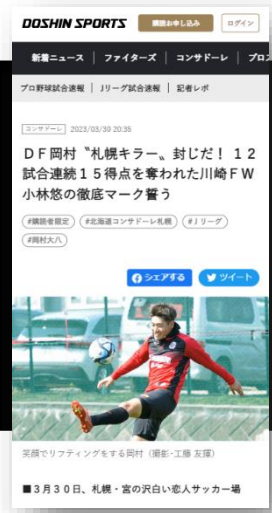 DOSHIN SPORTS 購読お申し込み ログイン
新着ニュース | ファイターズ | コンサドーレ | プロス
プロ野球試合速報 | Jリーグ試合速報 | 記者レポ
コンサドーレ 2023/03/30 20:35
DF岡村〝札幌キラー〟封じだ! 12
試合連続15得点を奪われた川崎FW
小林悠の徹底マーク誓う
#購読者限定 #北海道コンサドーレ札幌 #Jリーグ
#岡村大八
シェアする ツイート
笑顔でリフティングをする岡村(撮影・工藤 友揮)
■3月30日、札幌・宮の沢白い恋人サッカー場